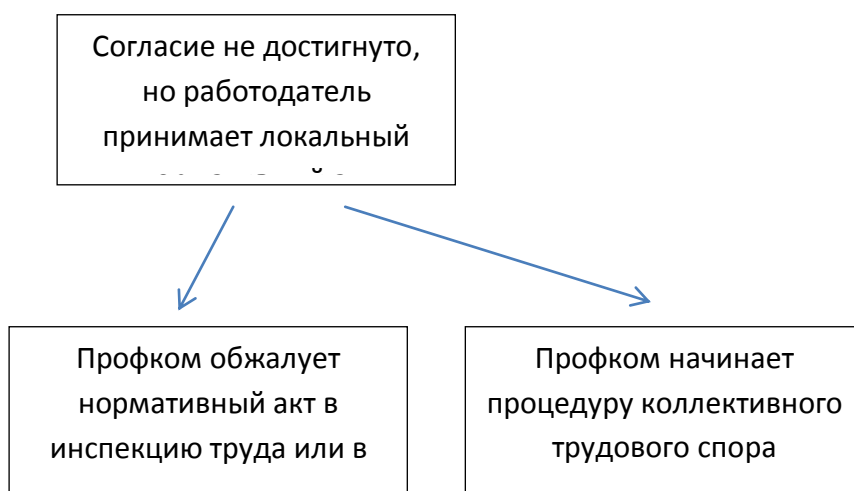 Согласие не достигнуто,
но работодатель
принимает локальный
Профком обжалует
нормативный акт в
инспекцию труда или в
Профком начинает
процедуру коллективного
трудового спора